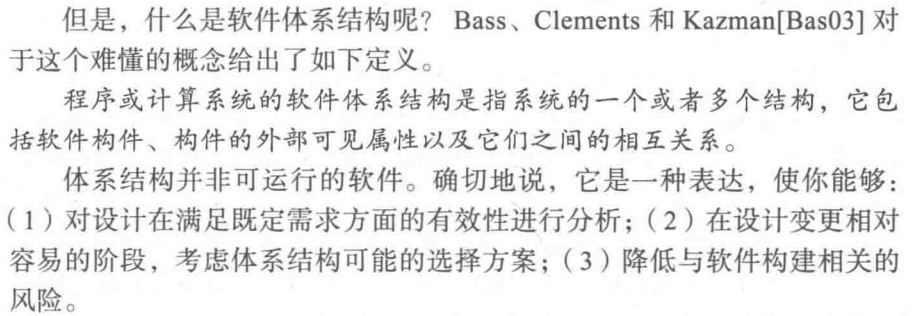 但是，什么是软件体系结构呢？Bass、Clements 和 Kazman[Bas03] 对
于这个难懂的概念给出了如下定义。
程序或计算系统的软件体系结构是指系统的一个或者多个结构，它包
括软件构件、构件的外部可见属性以及它们之间的相互关系。
体系结构并非可运行的软件。确切地说，它是一种表达，使你能够：
（1）对设计在满足既定需求方面的有效性进行分析；（2）在设计变更相对
容易的阶段，考虑体系结构可能的选择方案；（3）降低与软件构建相关的
风险。